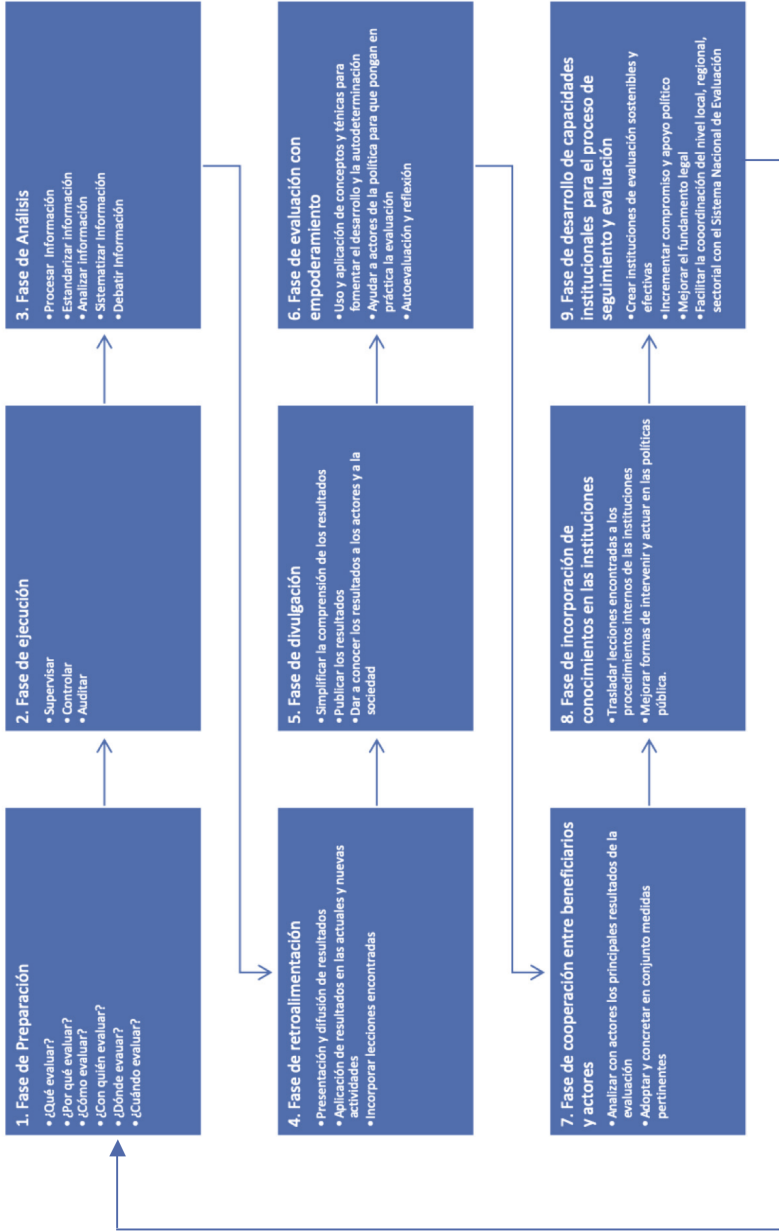 1. Fase de Preparación
• ¿Qué evaluar?
• ¿Por qué evaluar?
• ¿Cómo evaluar?
• ¿Con quién evaluar?
• ¿Dónde evauar?
• ¿Cuándo evaluar?
2. Fase de ejecución
• Supervisar
• Controlar
• Auditar
3. Fase de Análisis
• Procesar Información
• Estandarizar información
• Analizar información
• Sistematizar Información
• Debatir Información
4. Fase de retroalimentación
• Presentación y difusión de resultados
• Aplicación de resultados en las actuales y nuevas
actividades
• Incorporar lecciones encontradas
5. Fase de divulgación
• Simplificar la comprensión de los resultados
• Publicar los resultados
• Dar a conocer los resultados a los actores y a la
sociedad
6. Fase de evaluación con
empoderamiento
• Uso y aplicación de conceptos y ténicas para
fomentar el desarrollo y la autodeterminación
• Ayudar a actores de la política para que pongan en
práctica la evaluación
• Autoevaluación y reflexión
7. Fase de cooperación entre beneficiarios
y actores
• Analizar con actores los principales resultados de la
evaluación
• Adoptar y concretar en conjunto medidas
pertinentes
8. Fase de incorporación de
conocimientos en las instituciones
• Trasladar lecciones encontradas a los
procedimientos internos de las instituciones
• Mejorar formas de intervenir y actuar en las políticas
pública.
9. Fase de desarrollo de capacidades
institucionales para el proceso de
seguimiento y evaluación
• Crear instituciones de evaluación sostenibles y
efectivas
• Incrementar compromiso y apoyo político
• Mejorar el fundamento legal
• Facilitar la cooordinación del nivel local, regional,
sectorial con el Sistema Nacional de Evaluación